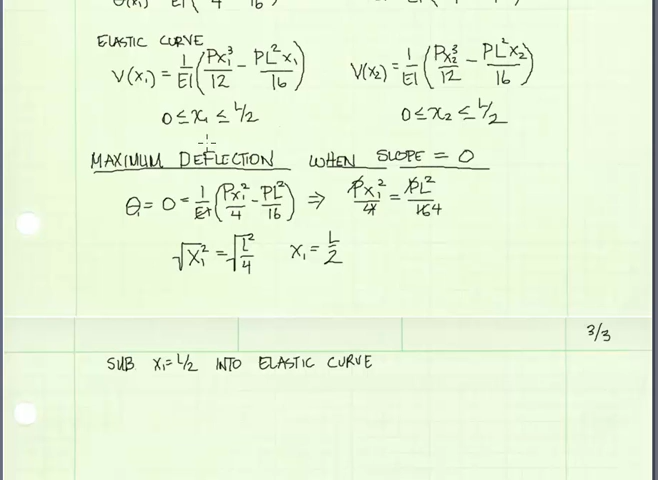 ELASTIC CURVE
V(x₁) = 1/EI (Px₁³/12 − PL²x₁/16) V(x₂) = 1/EI (Px₂³/12 − PL²x₂/16)
0 ≤ x₁ ≤ L/2 0 ≤ x₂ ≤ L/2
MAXIMUM DEFLECTION WHEN SLOPE = 0
θ₁ = 0 = 1/EI (Px₁²/4 − PL²/16) ⇒ Px₁²/4 = PL²/16 4
√x₁² = √L²/4 x₁ = L/2
3/3
SUB x₁ = L/2 INTO ELASTIC CURVE